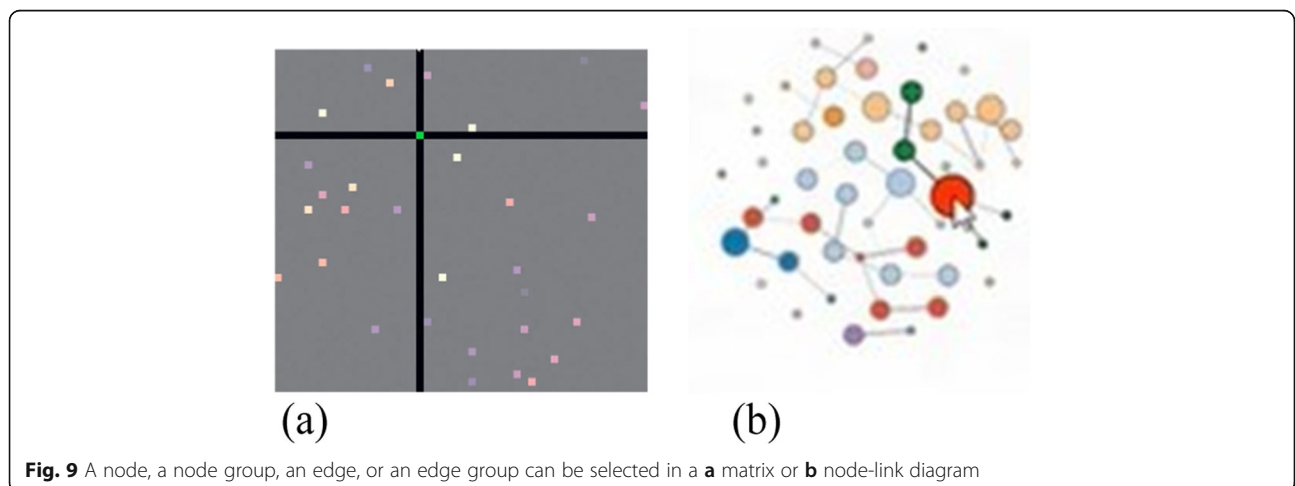 (a) (b)
Fig. 9 A node, a node group, an edge, or an edge group can be selected in a a matrix or b node-link diagram